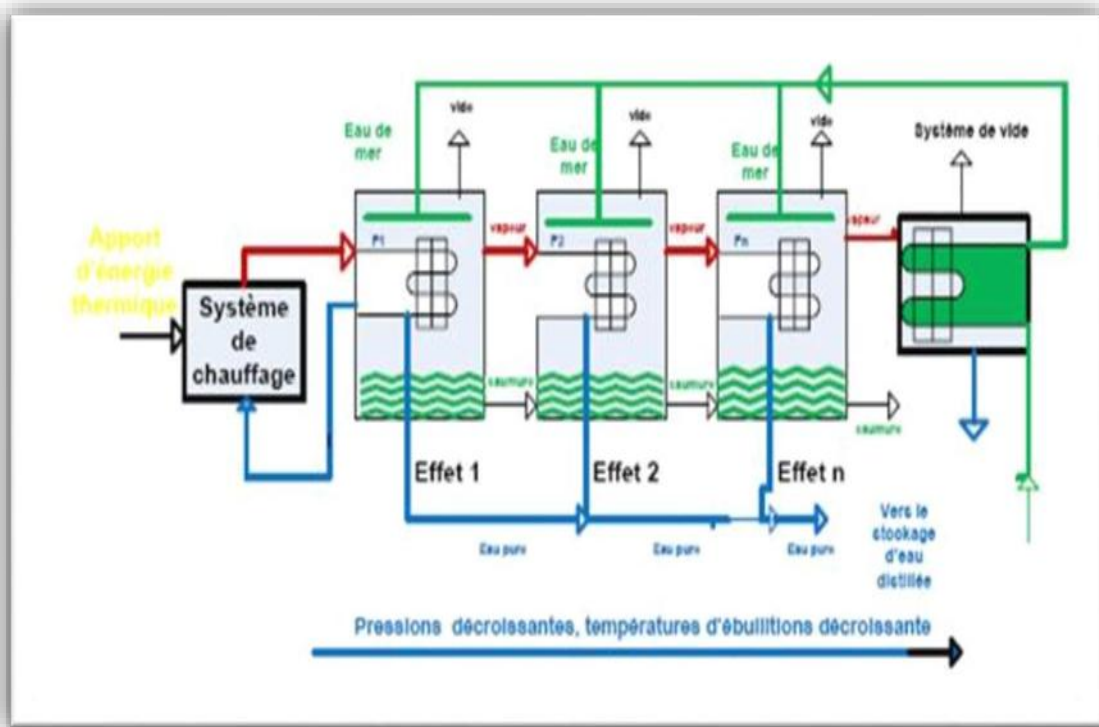 Système de vide
vide
vide
vide
Eau de
mer
Eau de
mer
Eau de
mer
Apport
d'énergie
thermique
Système
de
chauffage
P1
vapeur
P2
vapeur
Pn
vapeur
saumure
saumure
saumure
Effet 1
Effet 2
Effet n
Eau pure
Eau pure
Eau pure
Vers le
stockage
d'eau
distillée
Pressions décroissantes, températures d'ébullitions décroissante